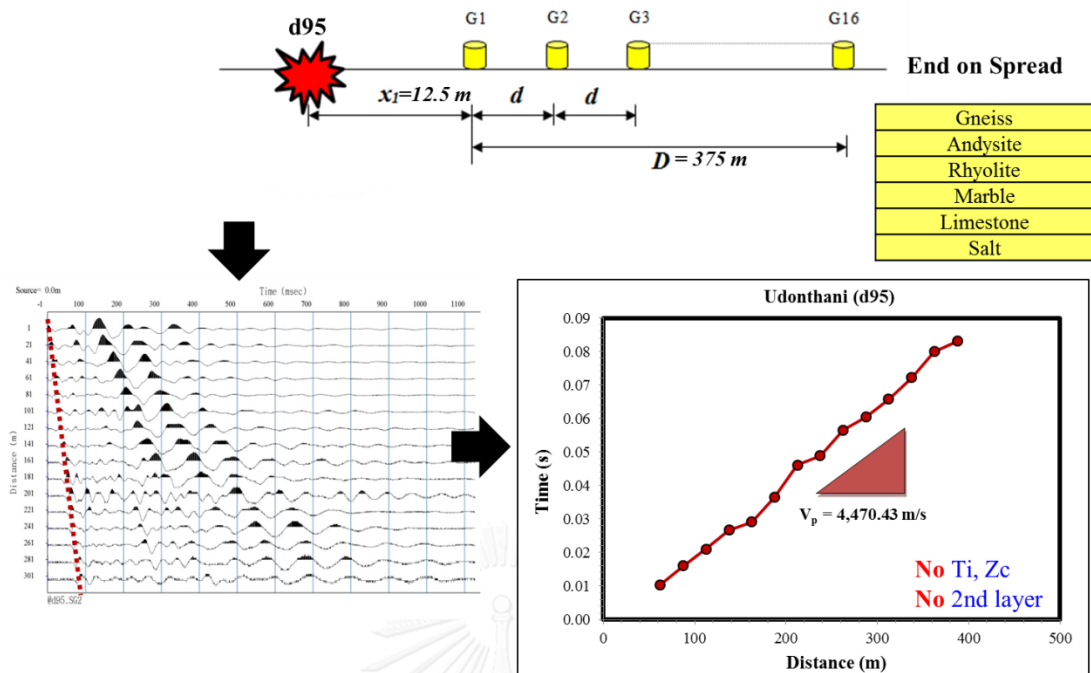 d95
G1 G2 G3 G16
End on Spread
x1=12.5 m d d
D = 375 m
Gneiss
Andysite
Rhyolite
Marble
Limestone
Salt
Source= 0.0m Time (msec)
-1 100 200 300 400 500 600 700 800 900 1000 1100
1
21
41
61
81
101
121
Distance (m)
141
161
181
201
221
241
261
281
301
@d95.SG2
Udonthani (d95)
0.09
0.08
0.07
0.06
0.05
0.04
0.03
0.02
0.01
0.00
Time (s)
Vp = 4,470.43 m/s
No Ti, Zc
No 2nd layer
0 100 200 300 400 500
Distance (m)